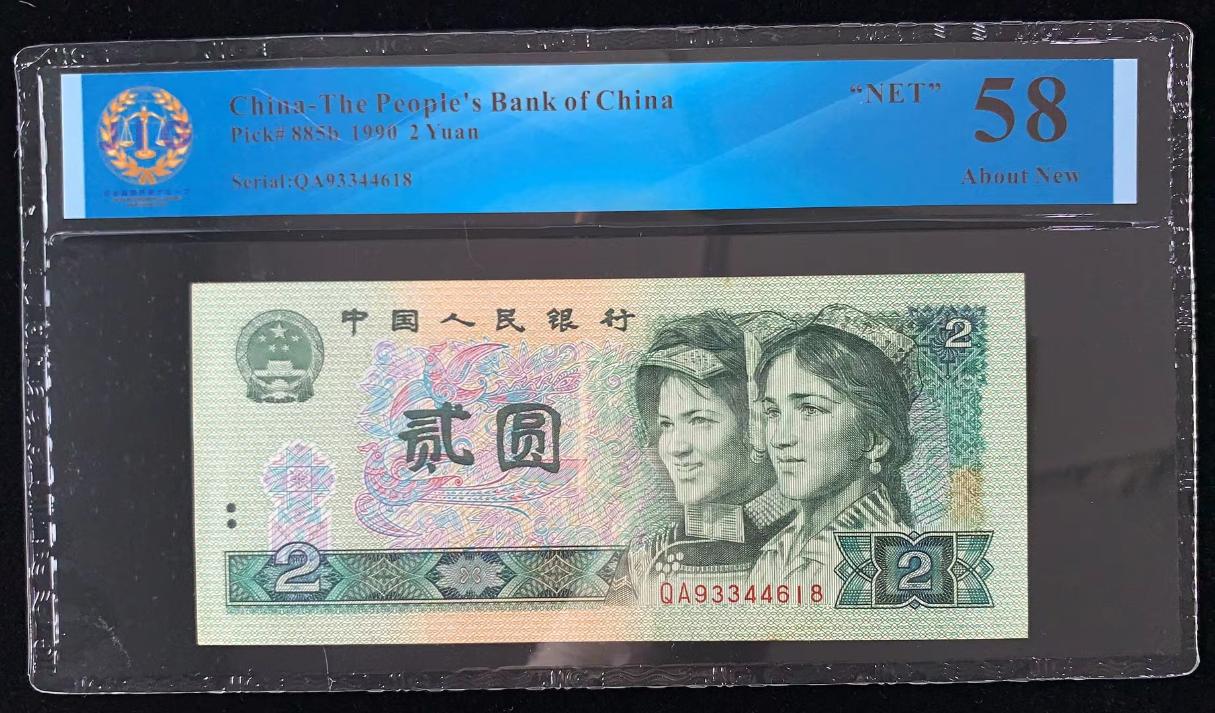 China-The People's Bank of China
Pick# 885b 1990 2 Yuan
Serial:QA93344618
"NET"
58
About New
中国人民银行
2
贰圆
2
QA93344618
2